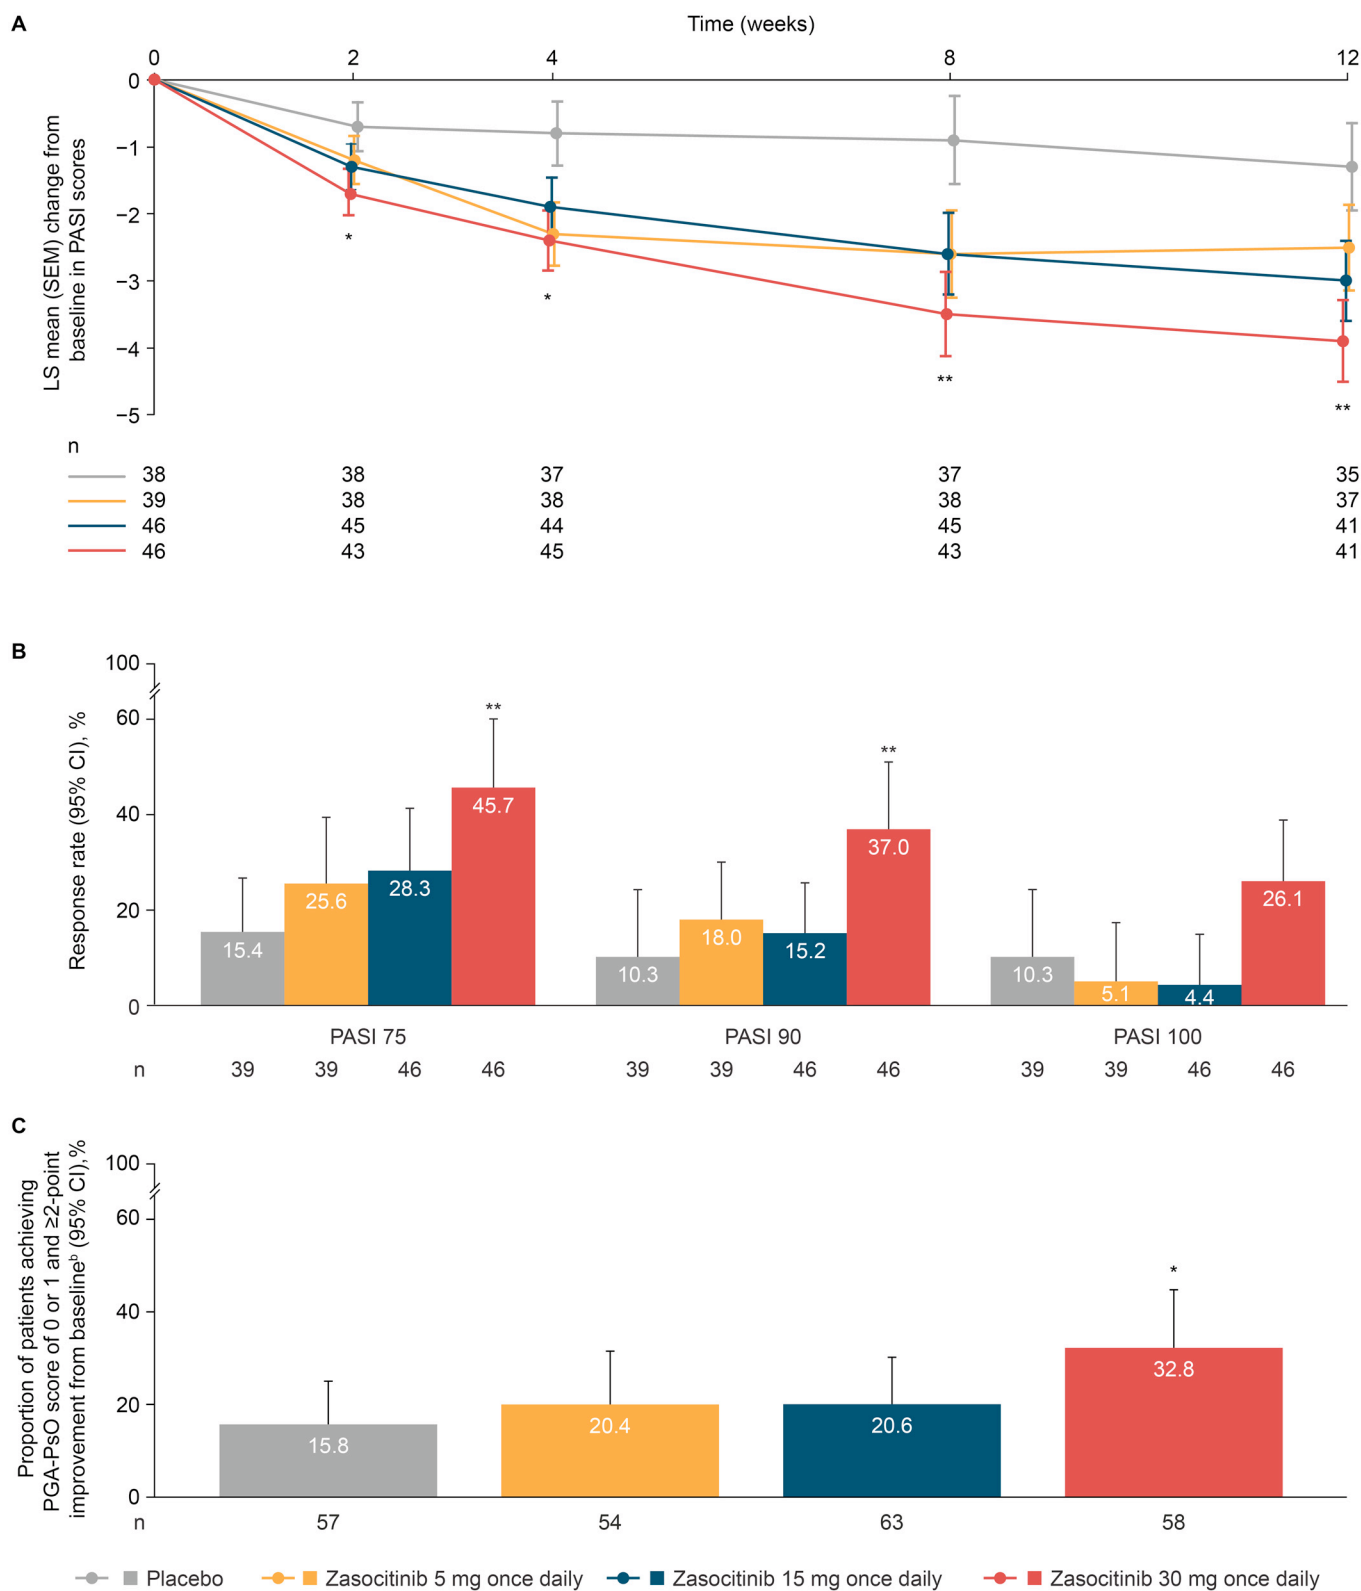 A
Time (weeks)
0 2 4 8 12
LS mean (SEM) change from
baseline in PASI scores
0
−1
−2
−3
−4
−5
*
*
**
**
n
38 38 37 37 35
39 38 38 38 37
46 45 44 45 41
46 43 45 43 41
B
Response rate (95% CI), %
100
60
40
20
0
**
**
15.4 25.6 28.3 45.7
10.3 18.0 15.2 37.0
10.3 5.1 4.4 26.1
PASI 75 PASI 90 PASI 100
n 39 39 46 46 39 39 46 46 39 39 46 46
C
Proportion of patients achieving
PGA-PsO score of 0 or 1 and ≥2-point
improvement from baselineᵇ (95% CI),%
100
60
40
20
0
*
15.8 20.4 20.6 32.8
n 57 54 63 58
Placebo Zasocitinib 5 mg once daily Zasocitinib 15 mg once daily Zasocitinib 30 mg once daily